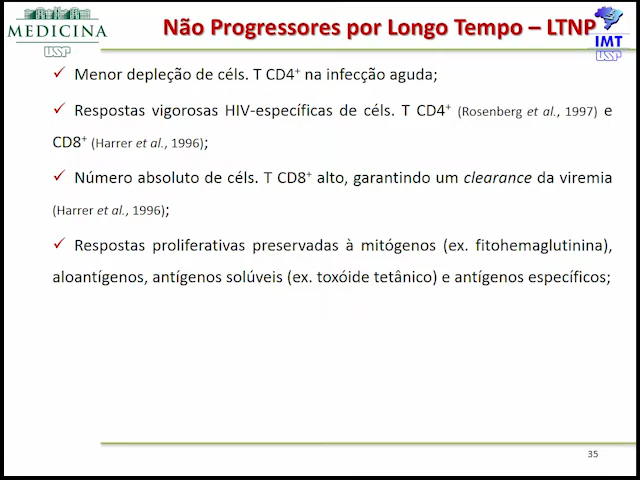 MEDICINA
USP
Não Progressores por Longo Tempo – LTNP
IMT
USP
✓ Menor depleção de céls. T CD4+ na infecção aguda;
✓ Respostas vigorosas HIV-específicas de céls. T CD4+ (Rosenberg et al., 1997) e
CD8+ (Harrer et al., 1996);
✓ Número absoluto de céls. T CD8+ alto, garantindo um clearance da viremia
(Harrer et al., 1996);
✓ Respostas proliferativas preservadas à mitógenos (ex. fitohemaglutinina),
aloantígenos, antígenos solúveis (ex. toxóide tetânico) e antígenos específicos;
35